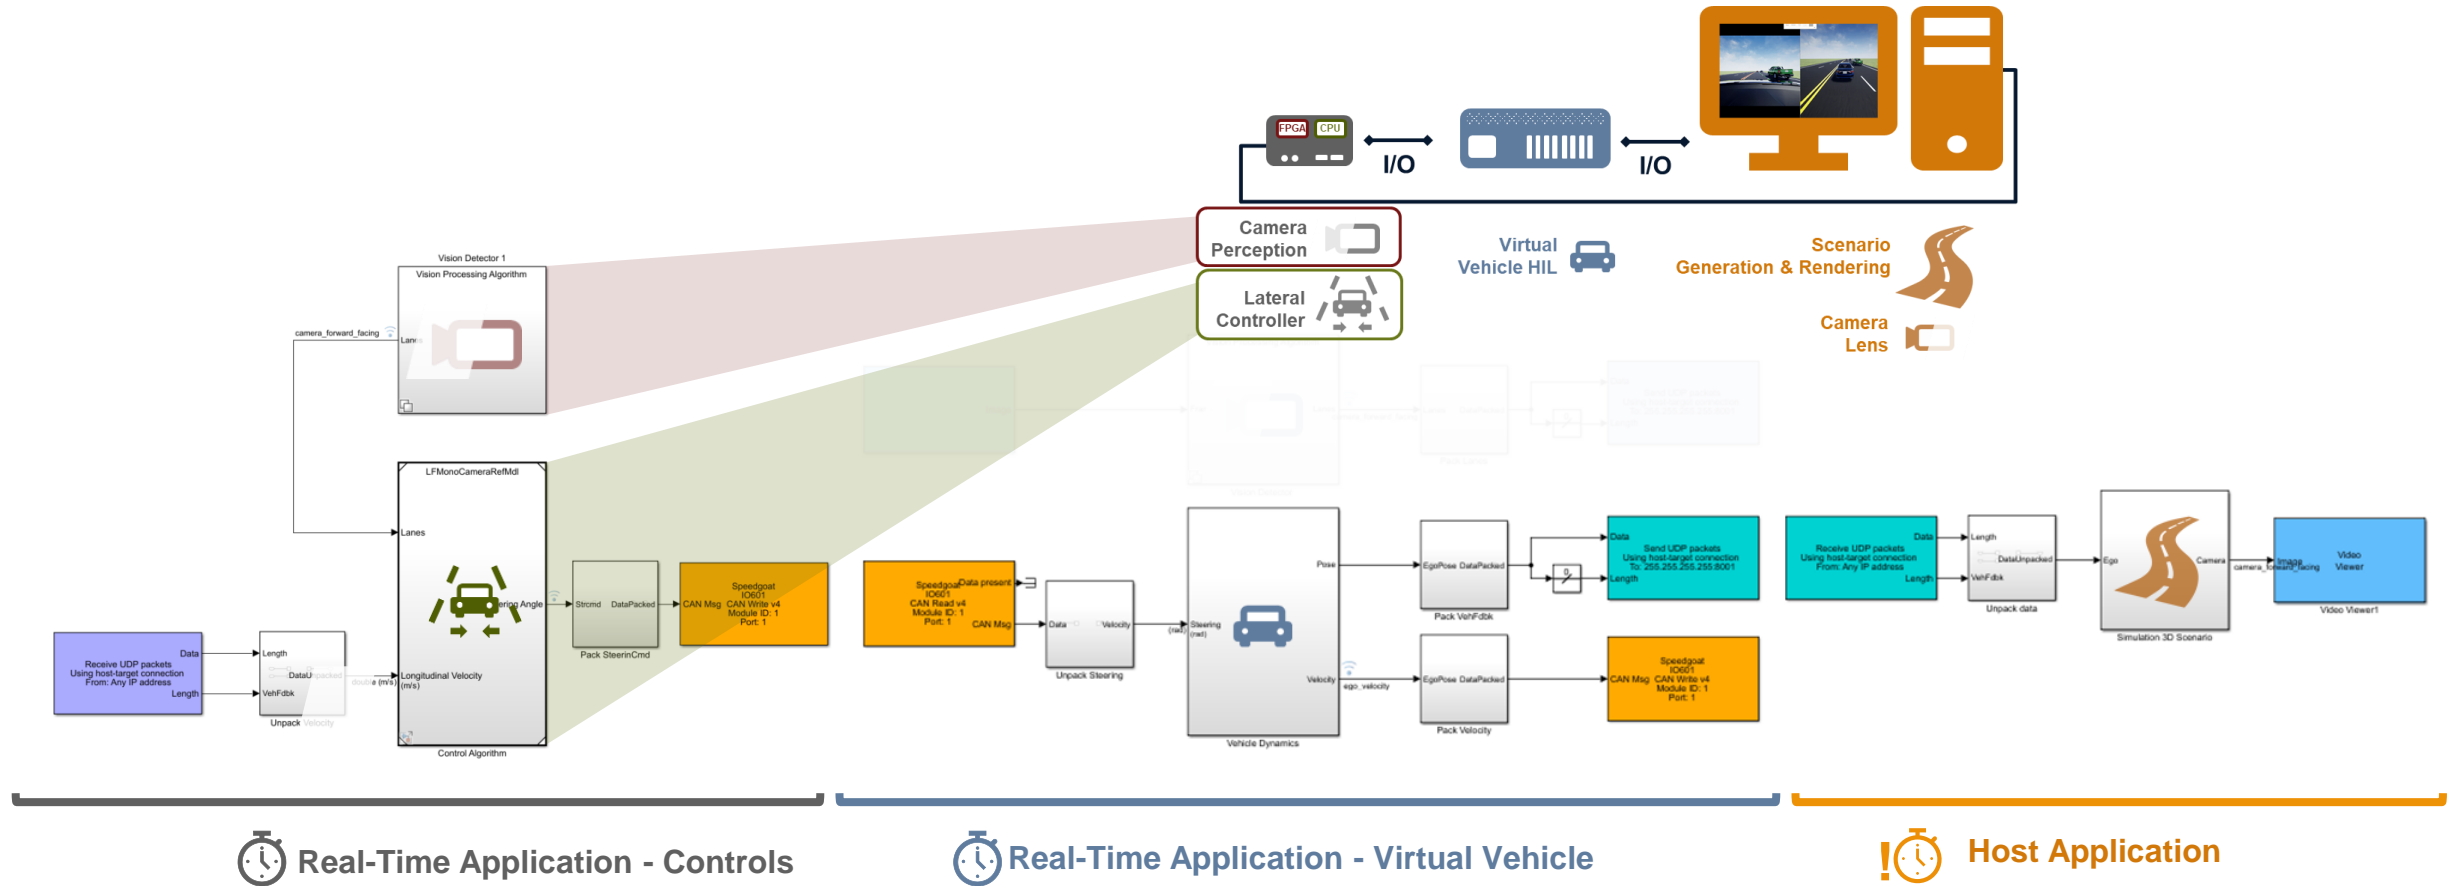 FPGA
CPU
I/O
I/O
Camera
Perception
Lateral
Controller
Virtual
Vehicle HIL
Scenario
Generation & Rendering
Camera
Lens
Vision Detector 1
Vision Processing Algorithm
camera_forward_facing
Lanes
LFMonoCameraRefMdl
Lanes
Longitudinal Velocity
(m/s)
Control Algorithm
Receive UDP packets
Using host-target connection
From: Any IP address
Data
Length
Length
VehFdbk
DataUnpacked
Unpack Velocity
double (m/s)
ering Angle
Strcmd
DataPacked
Pack SteerinCmd
CAN Msg
Speedgoat
IO601
CAN Write v4
Module ID: 1
Port: 1
Speedgoat
IO601
CAN Read v4
Module ID: 1
Port: 1
Data present
CAN Msg
Data
Velocity
Unpack Steering
(rad)
Steering
(rad)
Pose
Velocity
Vehicle Dynamics
ego_velocity
EgoPose
DataPacked
Pack VehFdbk
EgoPose
DataPacked
Pack Velocity
Data
Length
Send UDP packets
Using host-target connection
To: 255.255.255.255:8001
CAN Msg
Speedgoat
IO601
CAN Write v4
Module ID: 1
Port: 1
Receive UDP packets
Using host-target connection
From: Any IP address
Data
Length
Length
VehFdbk
DataUnpacked
Unpack data
Ego
Camera
Simulation 3D Scenario
camera_forward_facing
Image
Video
Viewer
Video Viewer1
Real-Time Application - Controls
Real-Time Application - Virtual Vehicle
Host Application